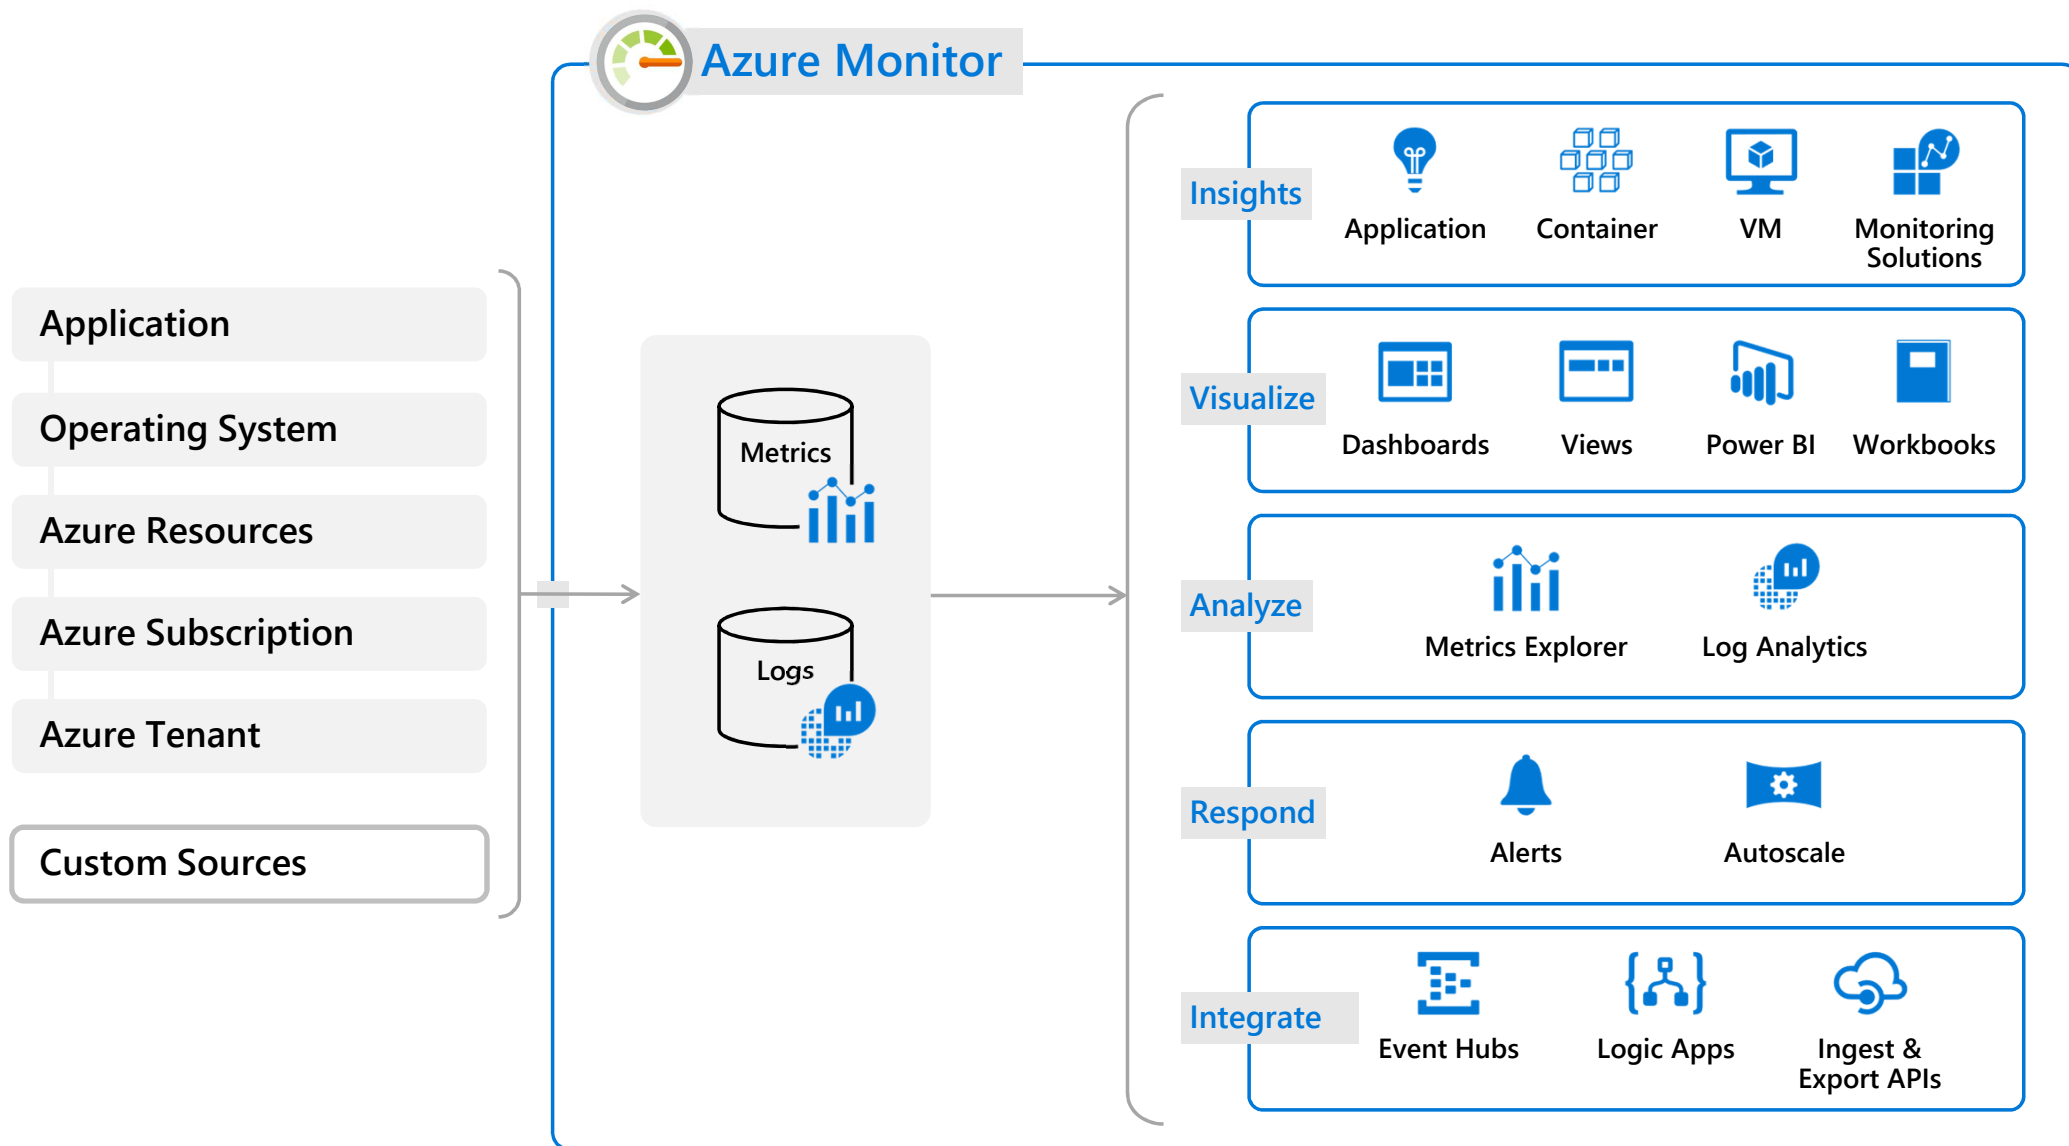 Azure Monitor
Application
Operating System
Azure Resources
Azure Subscription
Azure Tenant
Custom Sources
Metrics
Logs
Insights
Application
Container
VM
Monitoring
Solutions
Visualize
Dashboards
Views
Power BI
Workbooks
Analyze
Metrics Explorer
Log Analytics
Respond
Alerts
Autoscale
Integrate
Event Hubs
Logic Apps
Ingest &
Export APIs